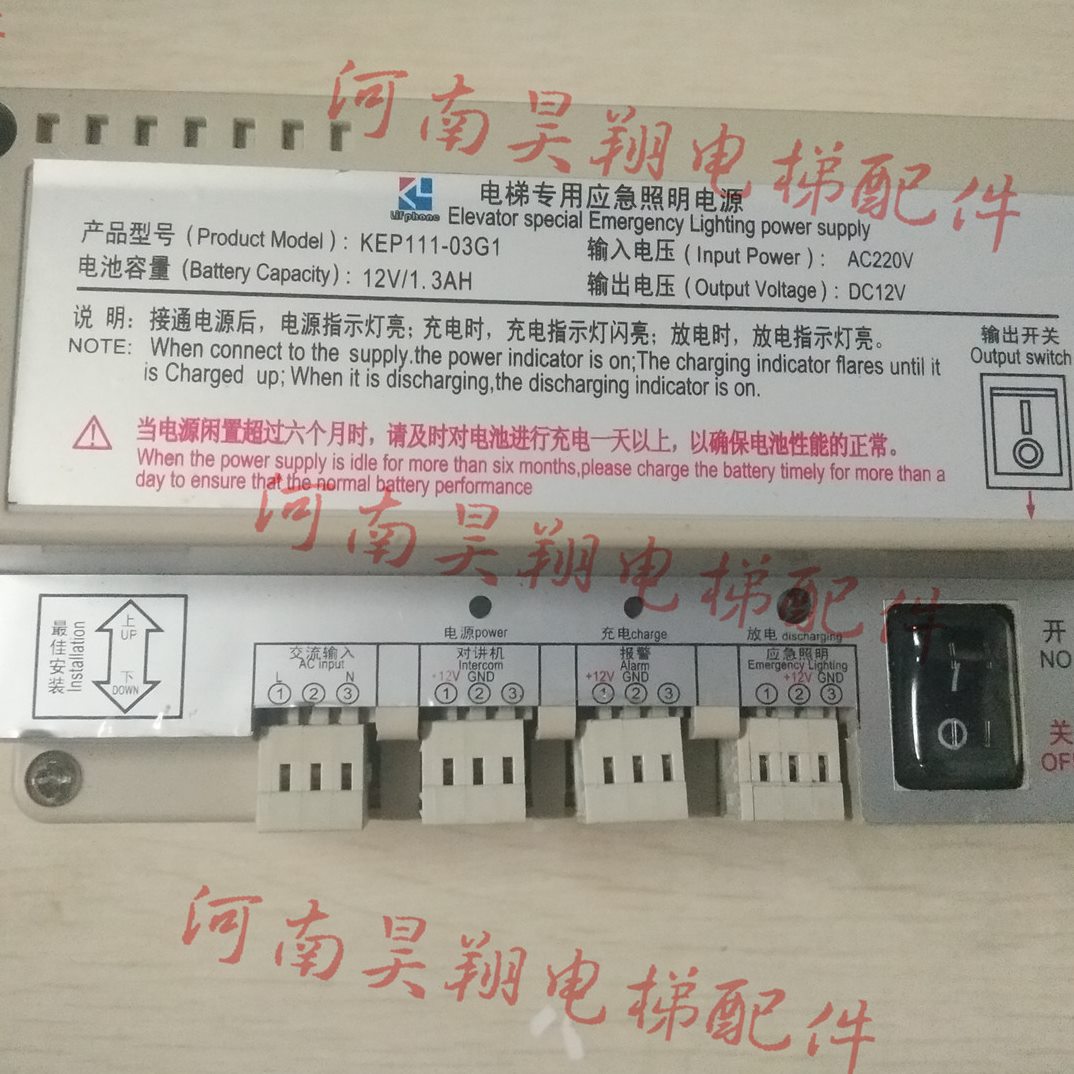 河南昊翔电梯配件
Lifphone
电梯专用应急照明电源
Elevator special Emergency Lighting power supply
产品型号 (Product Model): KEP111-03G1
输入电压 (Input Power): AC220V
电池容量 (Battery Capacity): 12V/1.3AH
输出电压 (Output Voltage): DC12V
说 明: 接通电源后，电源指示灯亮；充电时，充电指示灯闪亮；放电时，放电指示灯亮。
NOTE: When connect to the supply.the power indicator is on;The charging indicator flares until it
is Charged up; When it is discharging,the discharging indicator is on.
输出开关
Output switch
当电源闲置超过六个月时，请及时对电池进行充电一天以上，以确保电池性能的正常。
When the power supply is idle for more than six months,please charge the battery timely for more than a
day to ensure that the normal battery performance
河南昊翔电梯配件
最佳安装
Installation
上
UP
下
DOWN
电源power
充电charge
放电 discharging
交流输入
AC input
L N
① ② ③
对讲机
Intercom
+12V GND
① ② ③
报警
Alarm
+12V GND
① ② ③
应急照明
Emergency Lighting
+12V GND
① ② ③
开
NO
关
OF
河南昊翔电梯配件